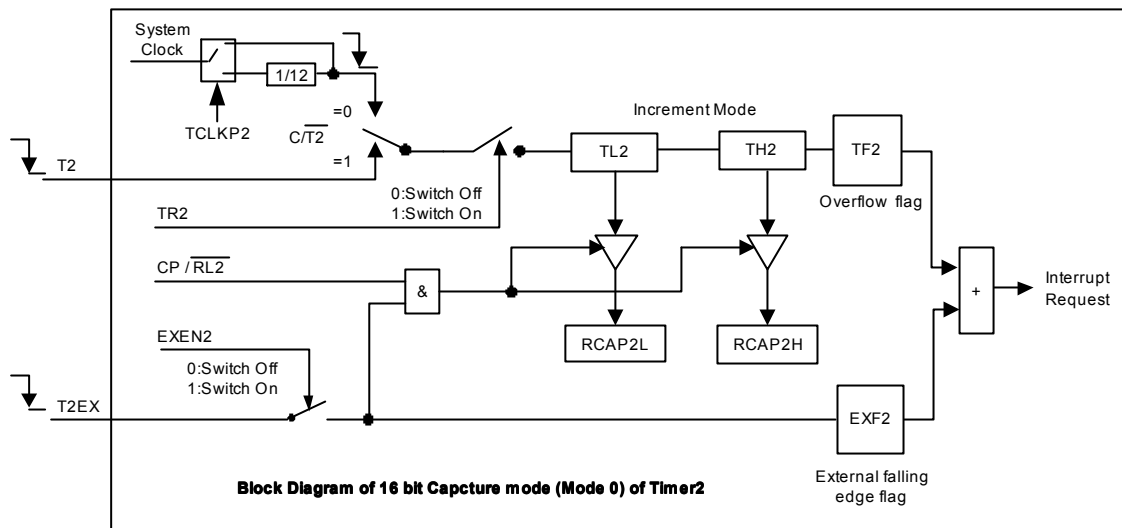 System
Clock
1/12
TCLKP2
=0
C/T2
=1
Increment Mode
TL2
TH2
TF2
Overflow flag
T2
0:Switch Off
1:Switch On
TR2
CP /RL2
&
+
Interrupt
Request
RCAP2L
RCAP2H
EXEN2
0:Switch Off
1:Switch On
T2EX
EXF2
External falling
edge flag
Block Diagram of 16 bit Capcture mode (Mode 0) of Timer2